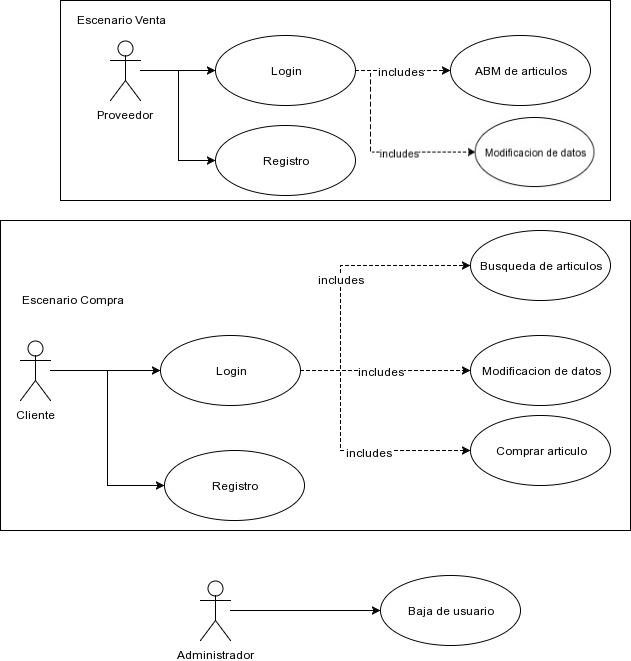 Escenario Venta
Proveedor
Login
includes
ABM de articulos
Registro
includes
Modificacion de datos
Escenario Compra
Cliente
Login
includes
Busqueda de articulos
includes
Modificacion de datos
includes
Comprar articulo
Registro
Administrador
Baja de usuario